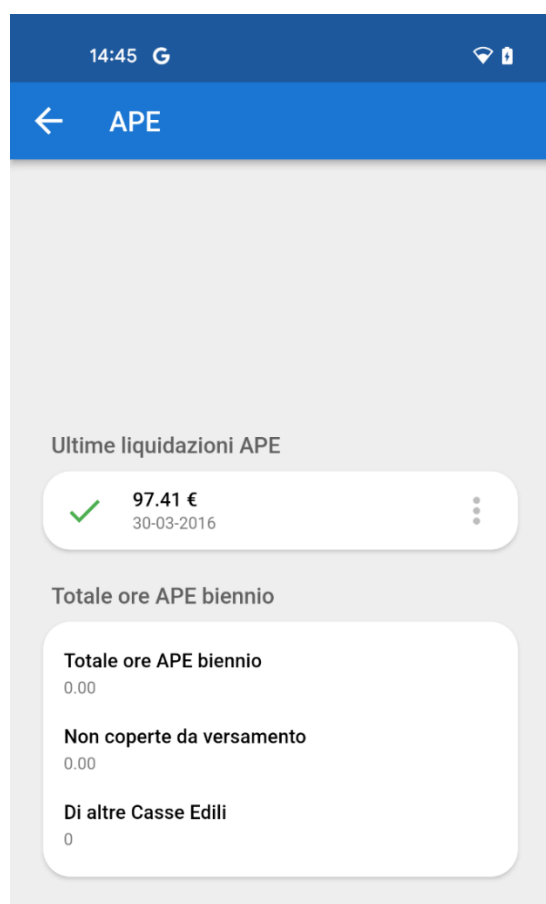 14:45 G
APE
Ultime liquidazioni APE
97.41 €
30-03-2016
Totale ore APE biennio
Totale ore APE biennio
0.00
Non coperte da versamento
0.00
Di altre Casse Edili
0